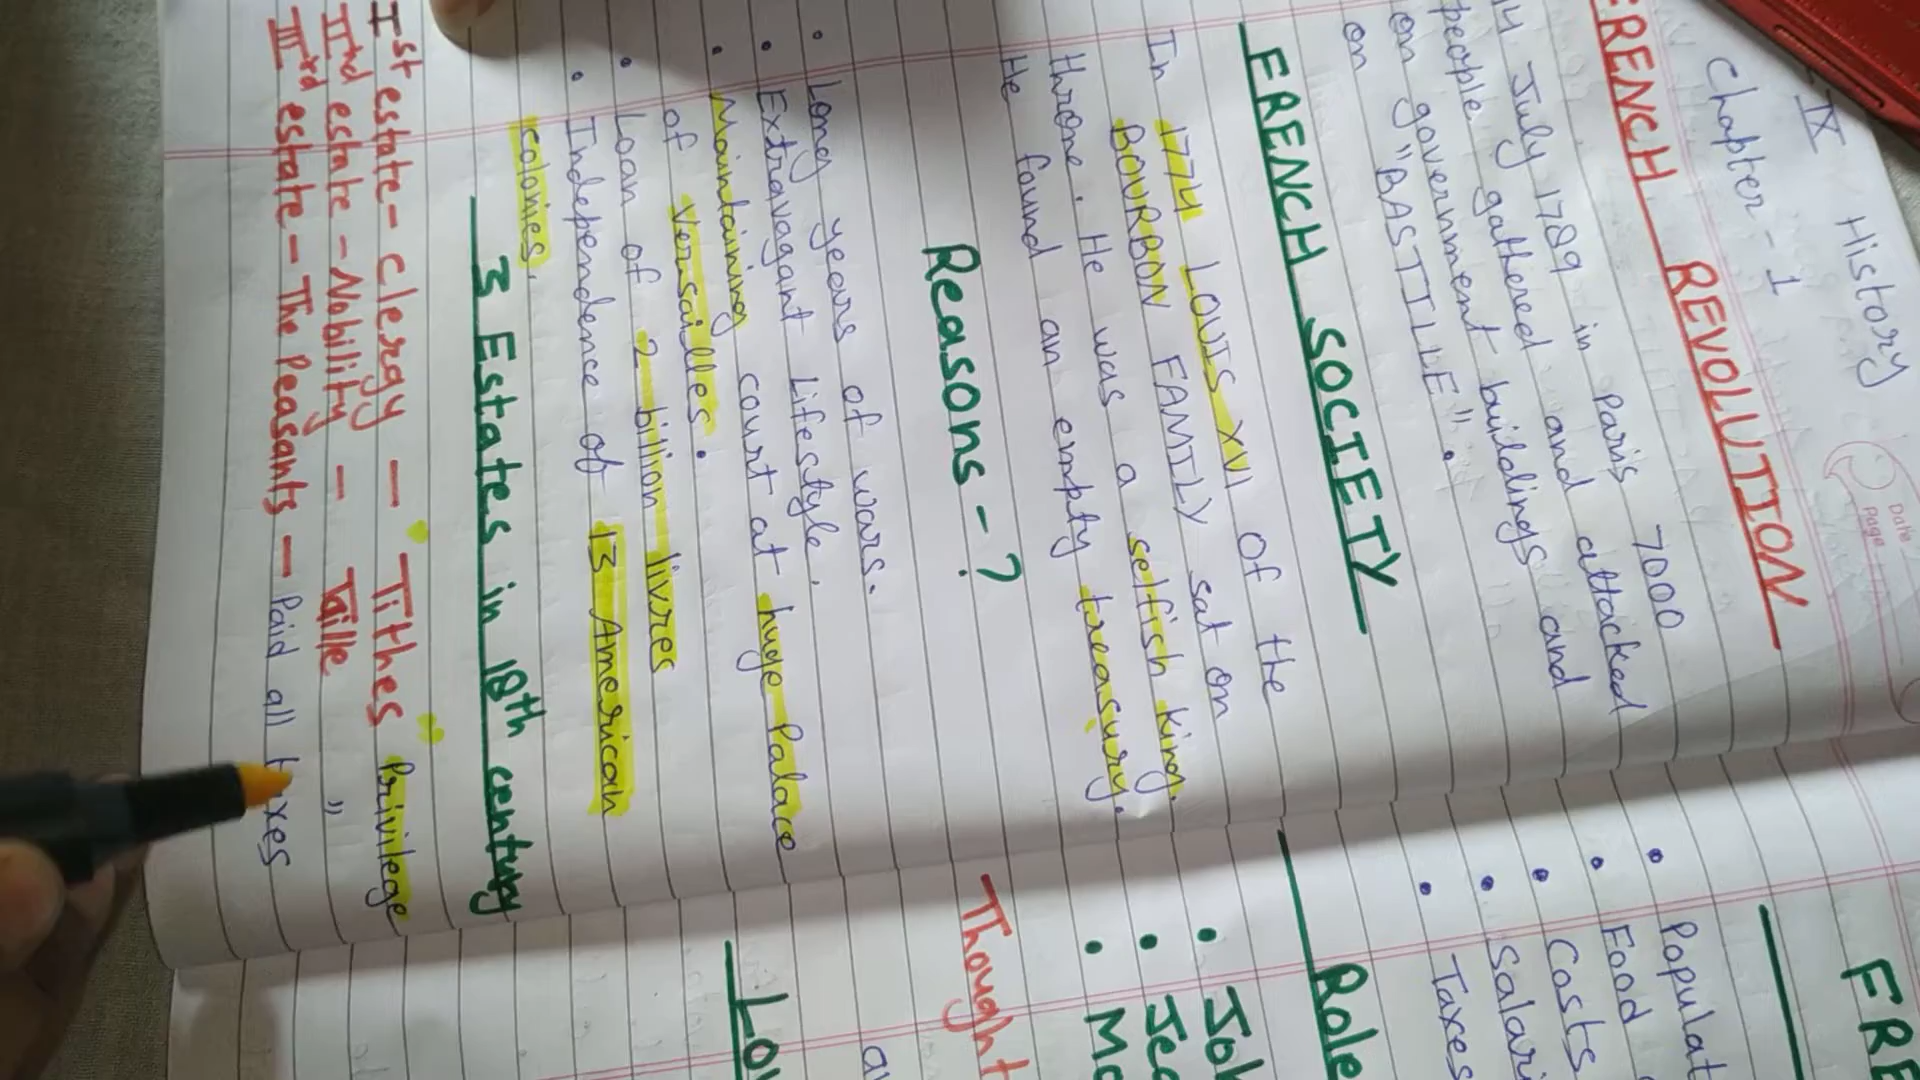 IX History
Chapter - 1
Date
Page
FRENCH REVOLUTION
14 July 1789 in Paris 7000
people gathered and attacked
on government buildings and
on "BASTILLE".
FRENCH SOCIETY
In 1774 LOUIS XVI of the
BOURBON FAMILY sat on
throne. He was a selfish king.
He found an empty treasury.
Reasons - ?
• Long years of wars.
• Extravagant Lifestyle.
• Maintaining court at huge Palace
of Versailles.
• Loan of 2 billion livres
• Independence of 13 American
colonies.
3 Estates in 18th century
Ist estate - clergy - "Tithes" Privilege
IInd estate - Nobility - Taille "
IIIrd estate - The Peasants - Paid all taxes
FRE
• Populat
• Food
• Costs
• Salari
• Taxes
Role
• Joh
• Jea
• Mo
Thought